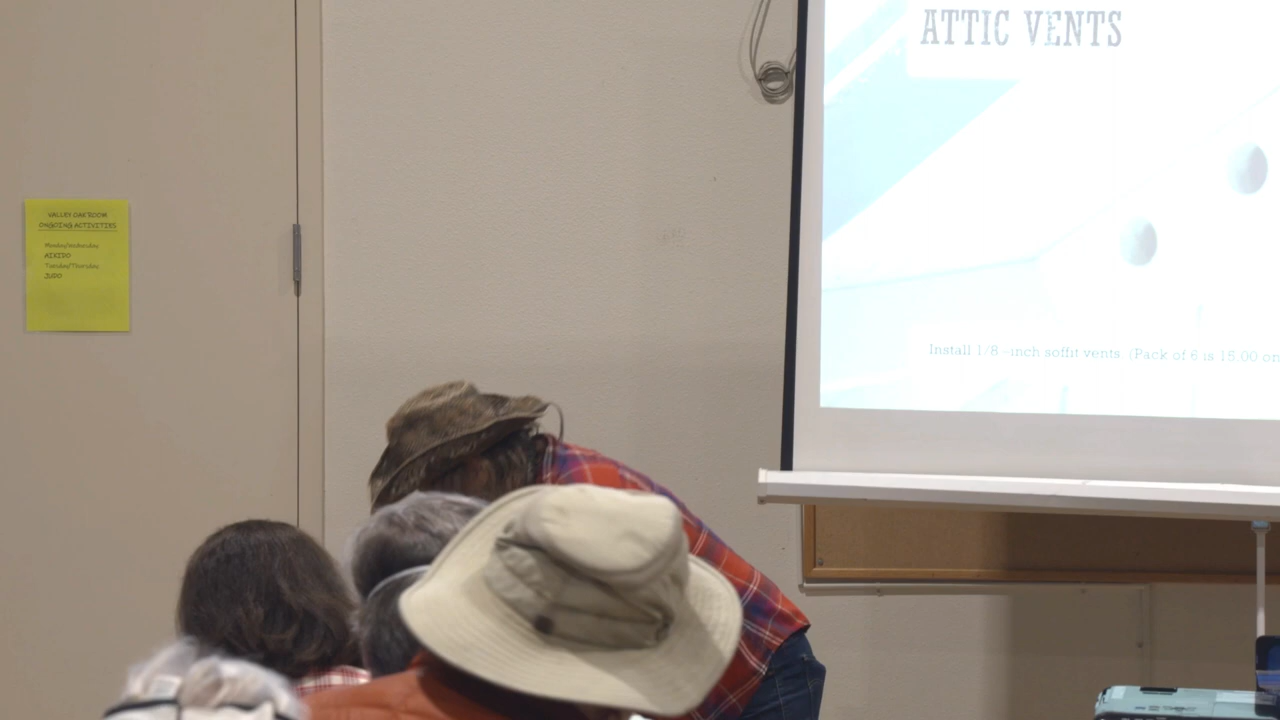 ATTIC VENTS
VALLEY OAK ROOM
ONGOING ACTIVITIES
Monday/Wednesday
AIKIDO
Tuesday/Thursday
JUDO
Install 1/8 -inch soffit vents (Pack of 6 is 15.00 on